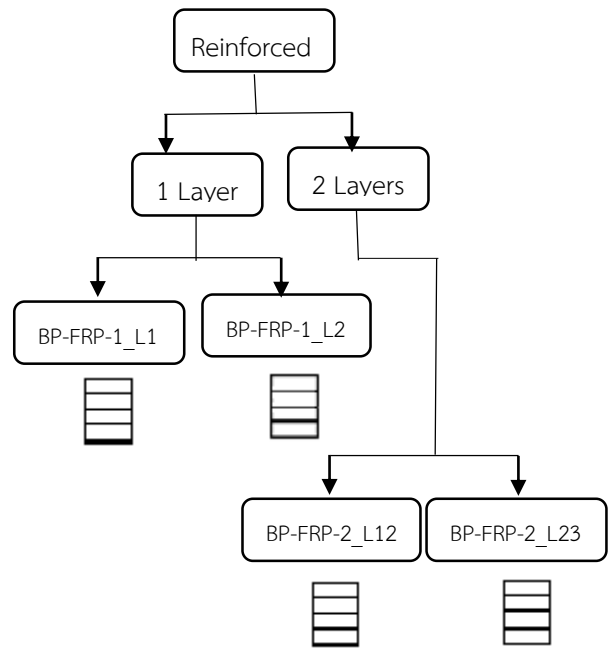 Reinforced
1 Layer
2 Layers
BP-FRP-1_L1
BP-FRP-1_L2
BP-FRP-2_L12
BP-FRP-2_L23